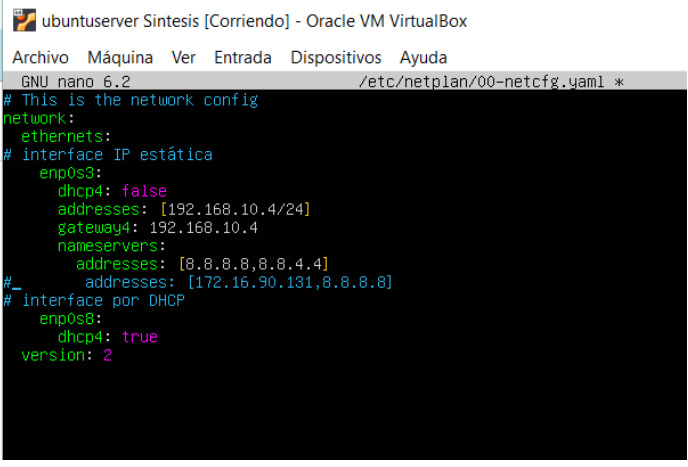 ubuntuserver Sintesis [Corriendo] - Oracle VM VirtualBox
Archivo Máquina Ver Entrada Dispositivos Ayuda
GNU nano 6.2 /etc/netplan/00-netcfg.yaml *
# This is the network config
network:
  ethernets:
# interface IP estática
    enp0s3:
      dhcp4: false
      addresses: [192.168.10.4/24]
      gateway4: 192.168.10.4
      nameservers:
        addresses: [8.8.8.8,8.8.4.4]
#_       addresses: [172.16.90.131,8.8.8.8]
# interface por DHCP
    enp0s8:
      dhcp4: true
  version: 2